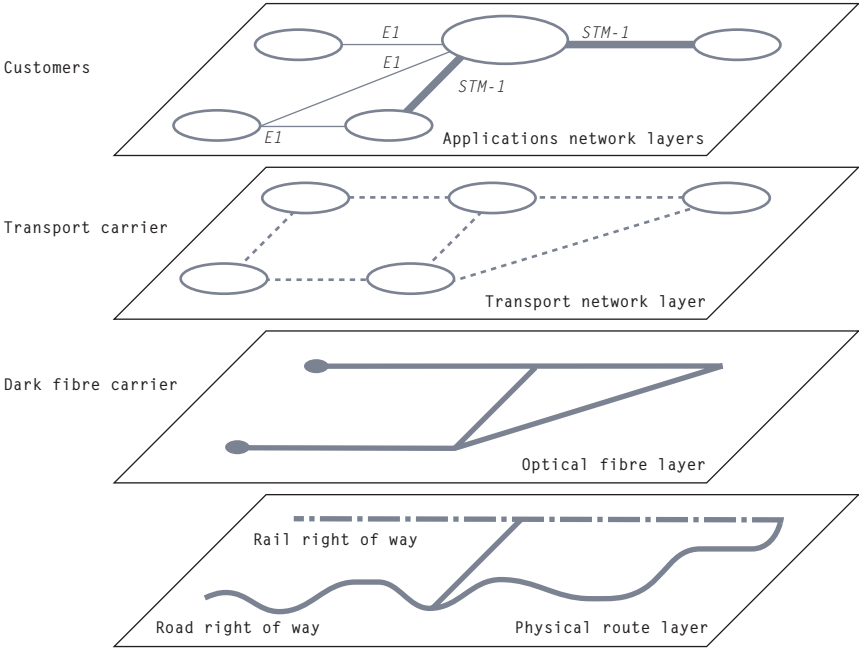 E1
STM-1
Customers
E1
STM-1
E1
Applications network layers
Transport carrier
Transport network layer
Dark fibre carrier
Optical fibre layer
Rail right of way
Road right of way
Physical route layer